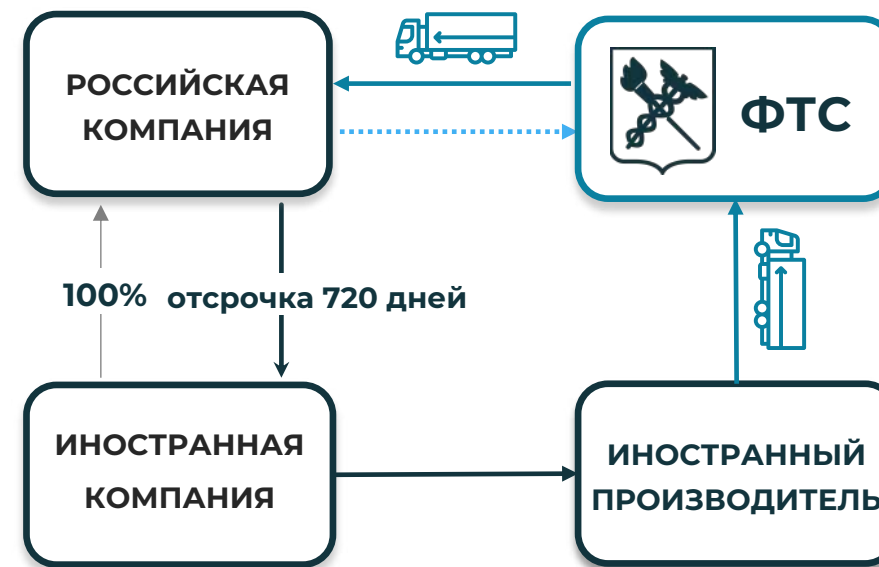 РОССИЙСКАЯ
КОМПАНИЯ
ФТС
100%
отсрочка 720 дней
ИНОСТРАННАЯ
КОМПАНИЯ
ИНОСТРАННЫЙ
ПРОИЗВОДИТЕЛЬ